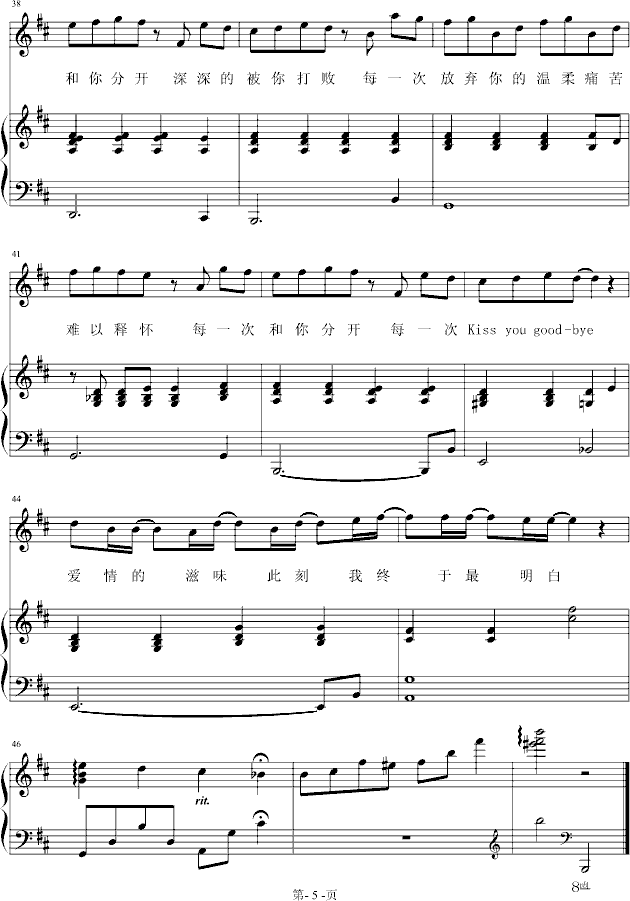 38
和你分开 深深的被你打败 每一次放弃你的温柔痛苦
41
难以释怀 每一次和你分开 每一次 Kiss you good-bye
44
爱情的 滋味 此刻 我终 于最 明白
46
rit.
第- 5 -页